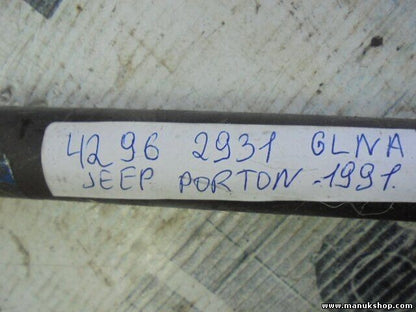 4296 2931 GLNA
JEEP PORTON -1991.
www.manukshop.com